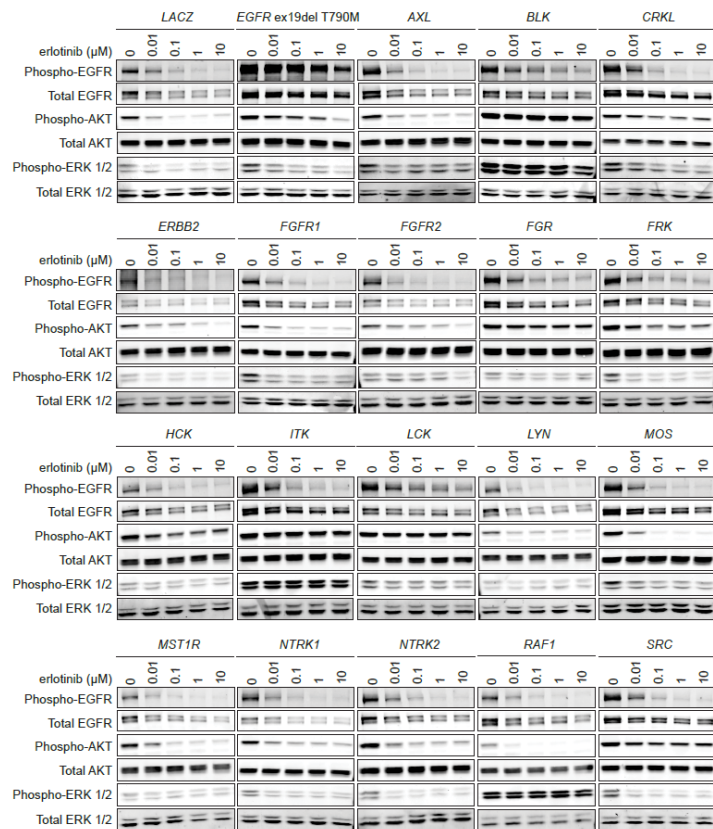 LACZ EGFR ex19del T790M AXL BLK CRKL
erlotinib (µM) 0 0.01 0.1 1 10 0 0.01 0.1 1 10 0 0.01 0.1 1 10 0 0.01 0.1 1 10 0 0.01 0.1 1 10
Phospho-EGFR
Total EGFR
Phospho-AKT
Total AKT
Phospho-ERK 1/2
Total ERK 1/2
ERBB2 FGFR1 FGFR2 FGR FRK
erlotinib (µM) 0 0.01 0.1 1 10 0 0.01 0.1 1 10 0 0.01 0.1 1 10 0 0.01 0.1 1 10 0 0.01 0.1 1 10
Phospho-EGFR
Total EGFR
Phospho-AKT
Total AKT
Phospho-ERK 1/2
Total ERK 1/2
HCK ITK LCK LYN MOS
erlotinib (µM) 0 0.01 0.1 1 10 0 0.01 0.1 1 10 0 0.01 0.1 1 10 0 0.01 0.1 1 10 0 0.01 0.1 1 10
Phospho-EGFR
Total EGFR
Phospho-AKT
Total AKT
Phospho-ERK 1/2
Total ERK 1/2
MST1R NTRK1 NTRK2 RAF1 SRC
erlotinib (µM) 0 0.01 0.1 1 10 0 0.01 0.1 1 10 0 0.01 0.1 1 10 0 0.01 0.1 1 10 0 0.01 0.1 1 10
Phospho-EGFR
Total EGFR
Phospho-AKT
Total AKT
Phospho-ERK 1/2
Total ERK 1/2